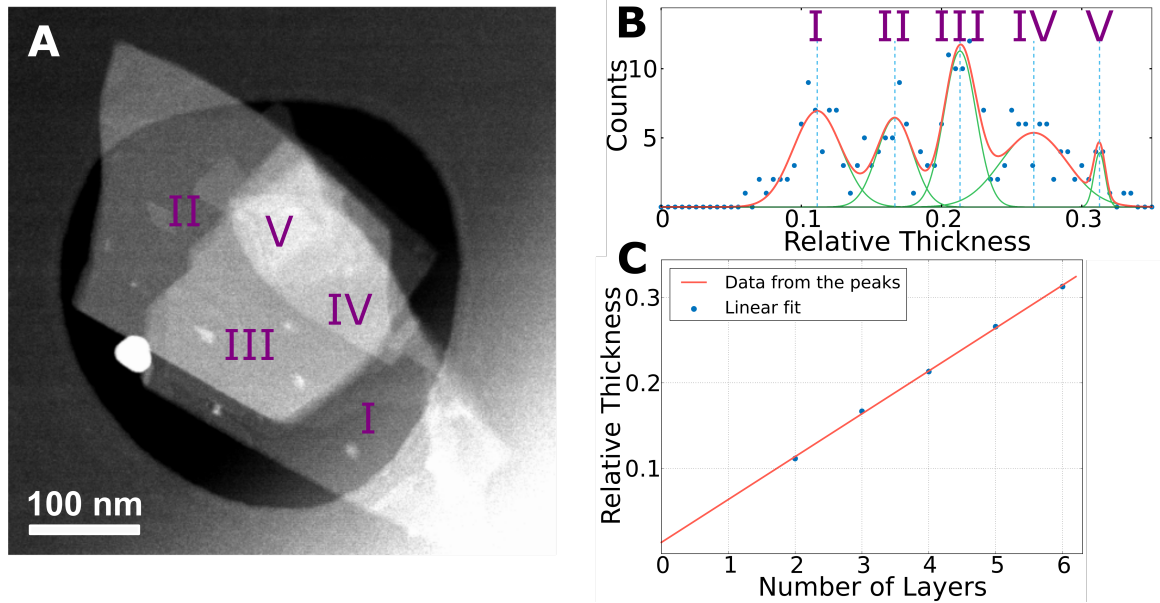 A
II
V
IV
III
I
100 nm
B
I II III IV V
Counts
10
5
0 0.1 0.2 0.3
Relative Thickness
C
Data from the peaks
Linear fit
Relative Thickness
0.3
0.2
0.1
0 1 2 3 4 5 6
Number of Layers